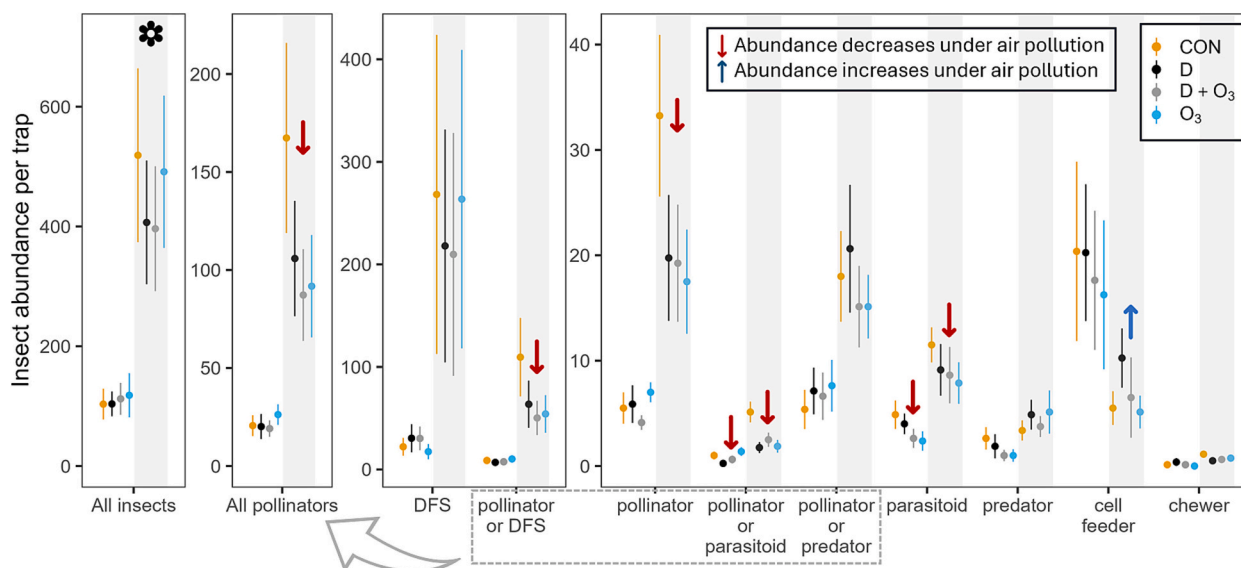 Insect abundance per trap
600
400
200
0
200
150
100
50
0
400
300
200
100
0
40
30
20
10
0
Abundance decreases under air pollution
Abundance increases under air pollution
CON
D
D + O₃
O₃
All insects
All pollinators
DFS
pollinator
or DFS
pollinator
pollinator
or
parasitoid
pollinator
or
predator
parasitoid
predator
cell
feeder
chewer